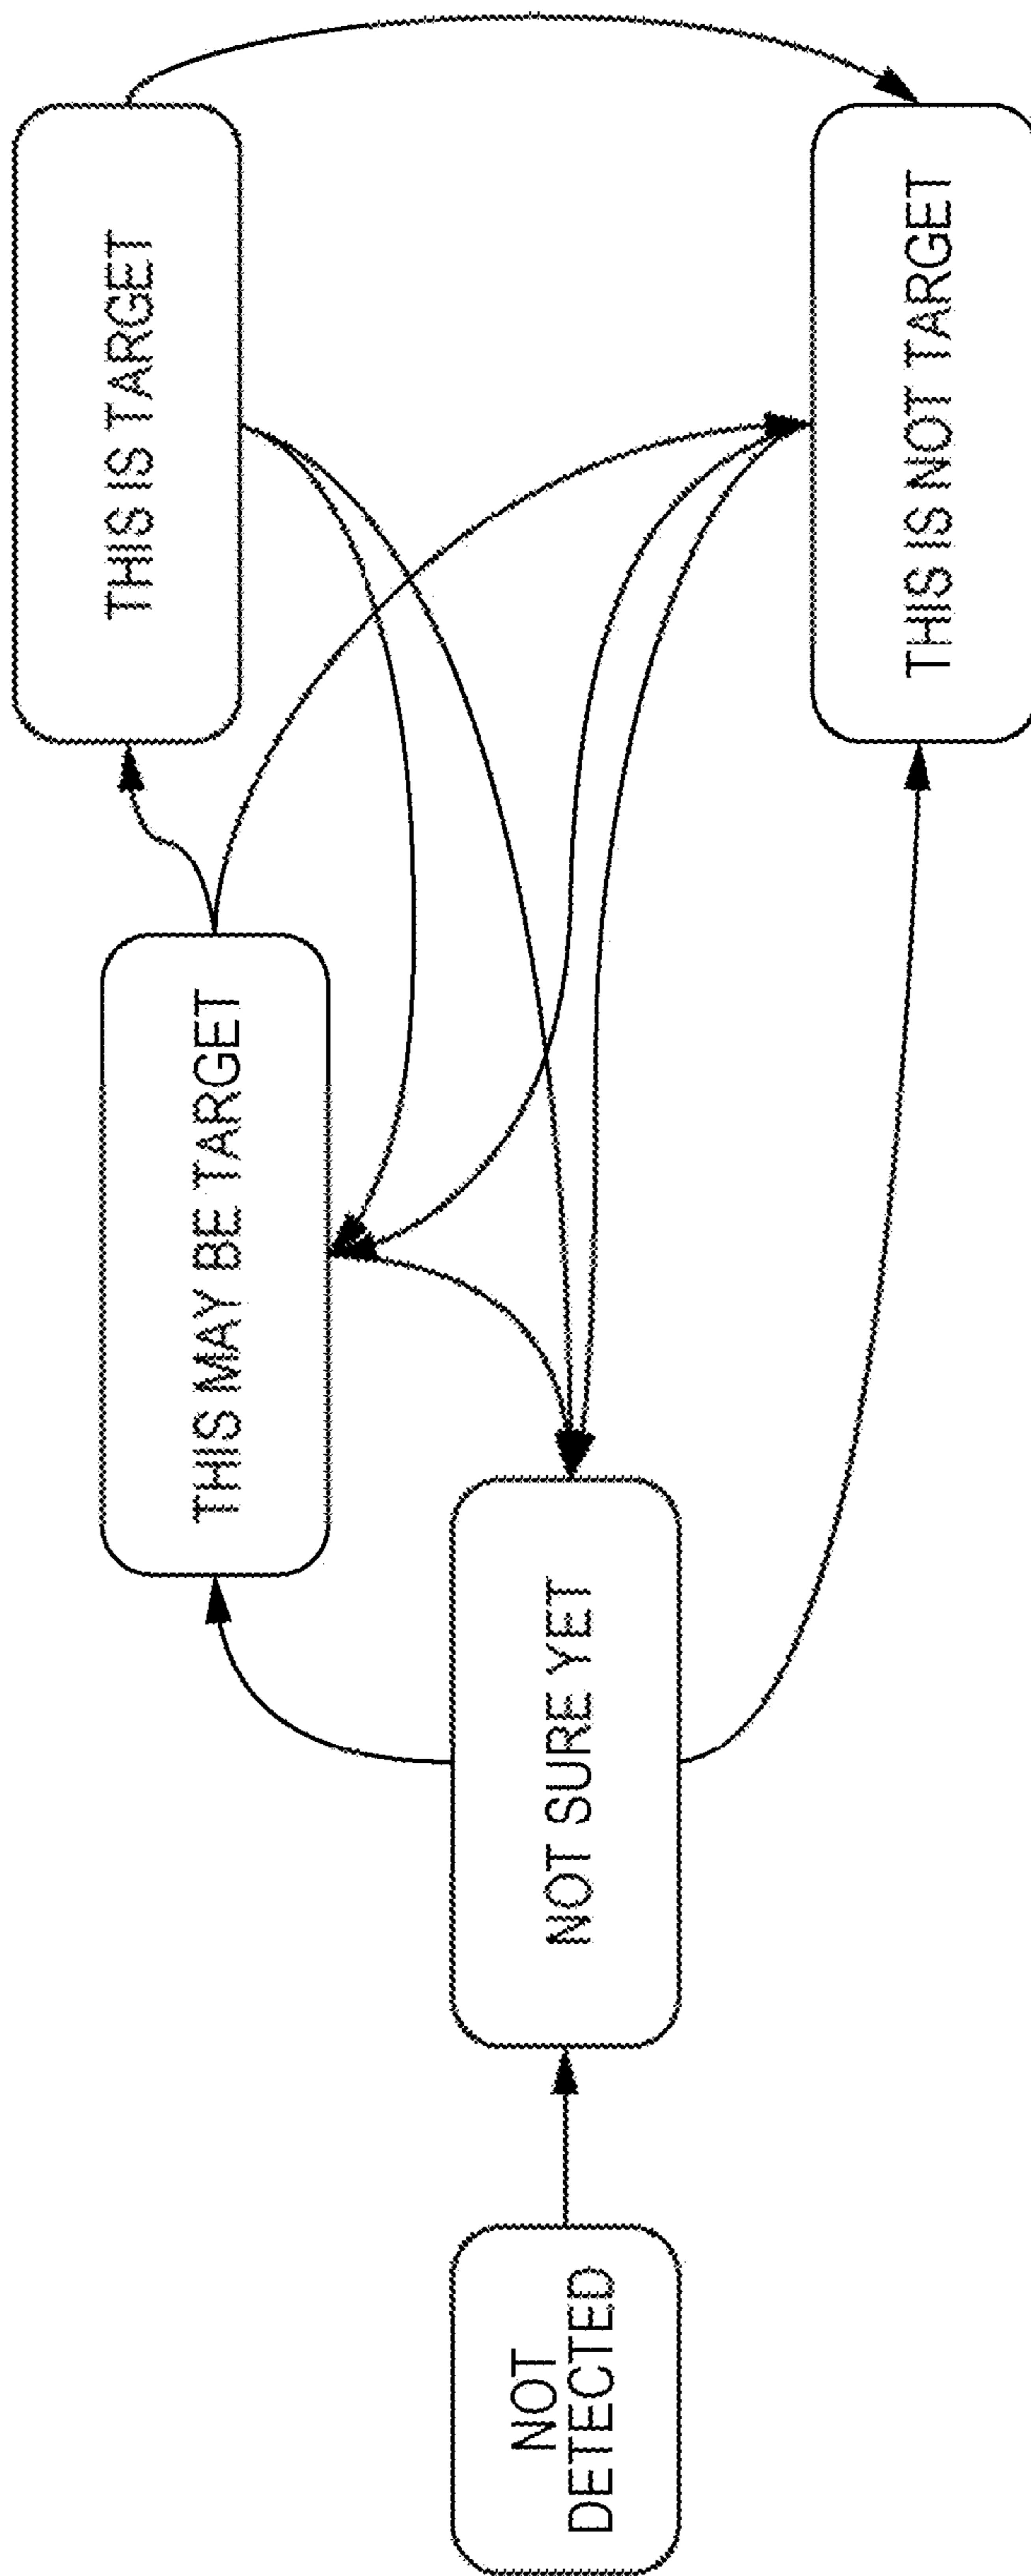 NOT
DETECTED
NOT SURE YET
THIS MAY BE TARGET
THIS IS TARGET
THIS IS NOT TARGET